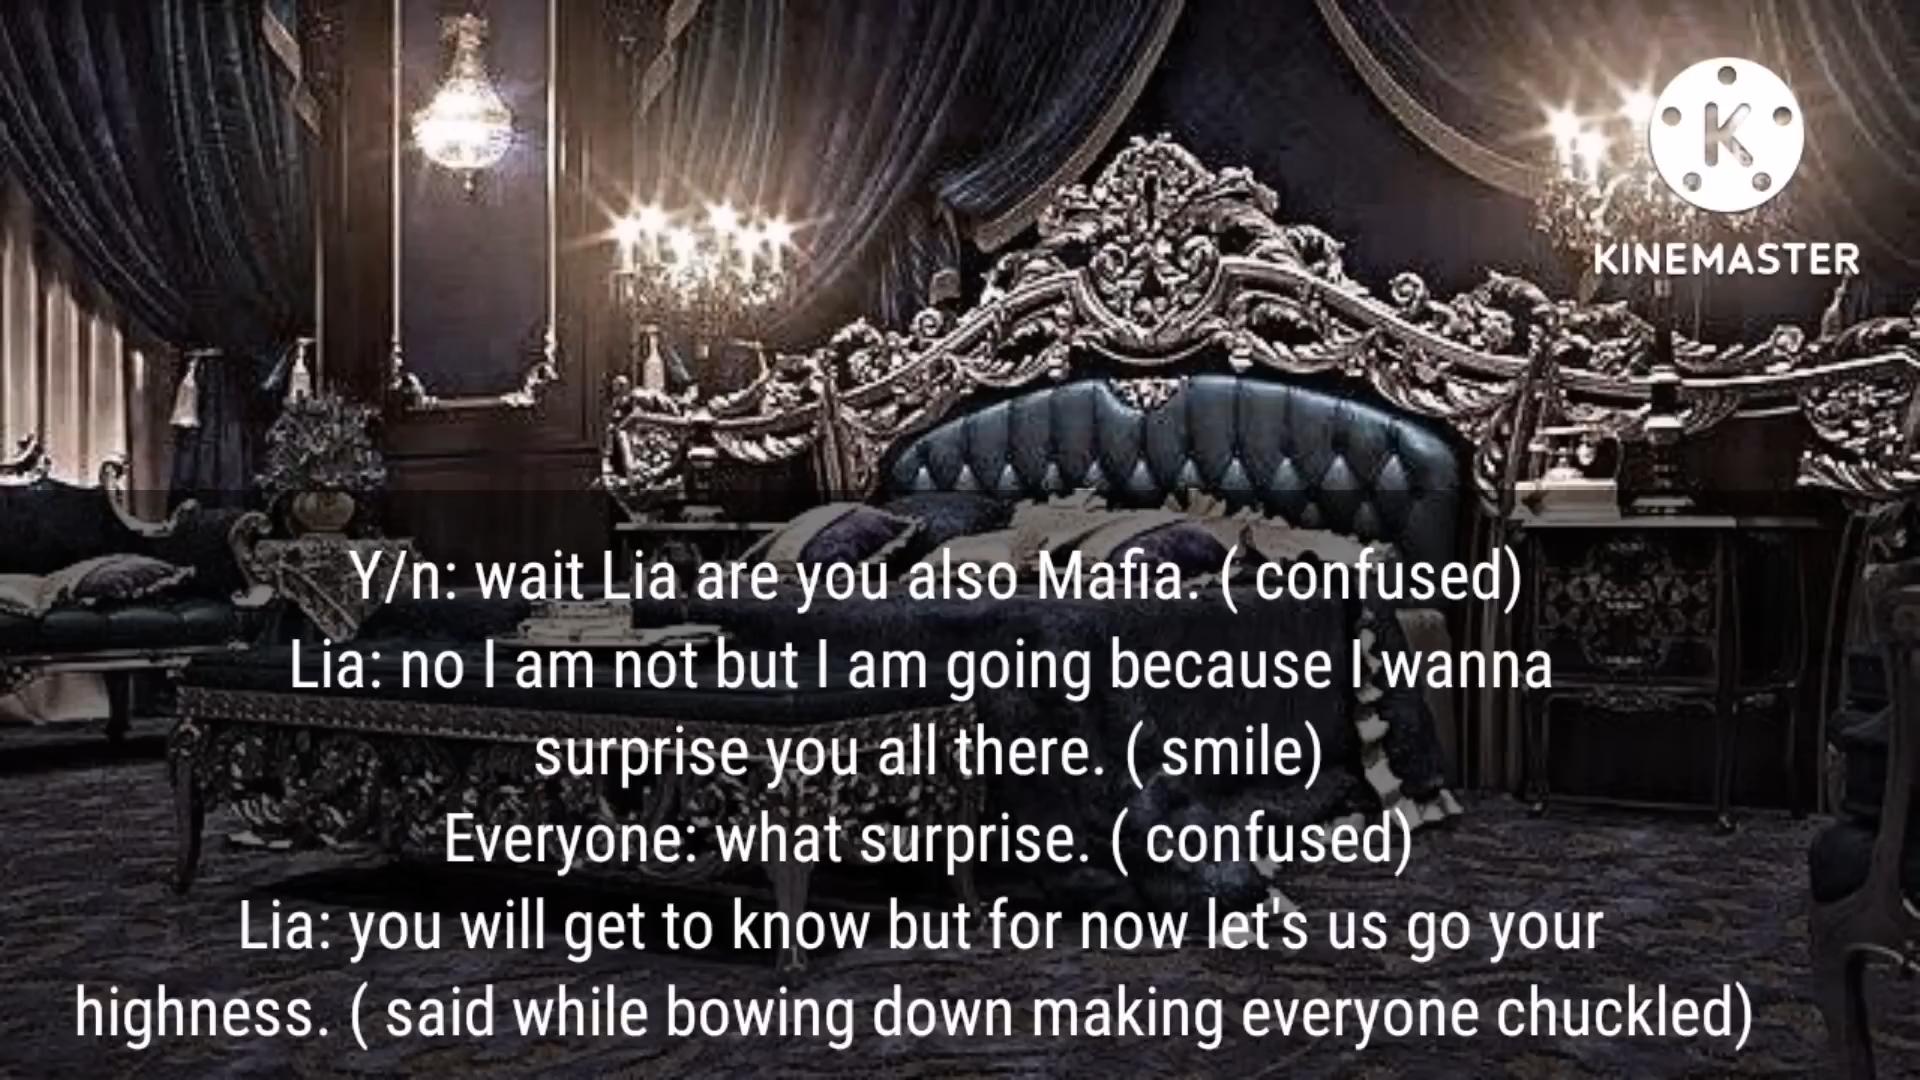 K
KINEMASTER
Y/n: wait Lia are you also Mafia. ( confused)
Lia: no I am not but I am going because I wanna
surprise you all there. ( smile)
Everyone: what surprise. ( confused)
Lia: you will get to know but for now let's us go your
highness. ( said while bowing down making everyone chuckled)